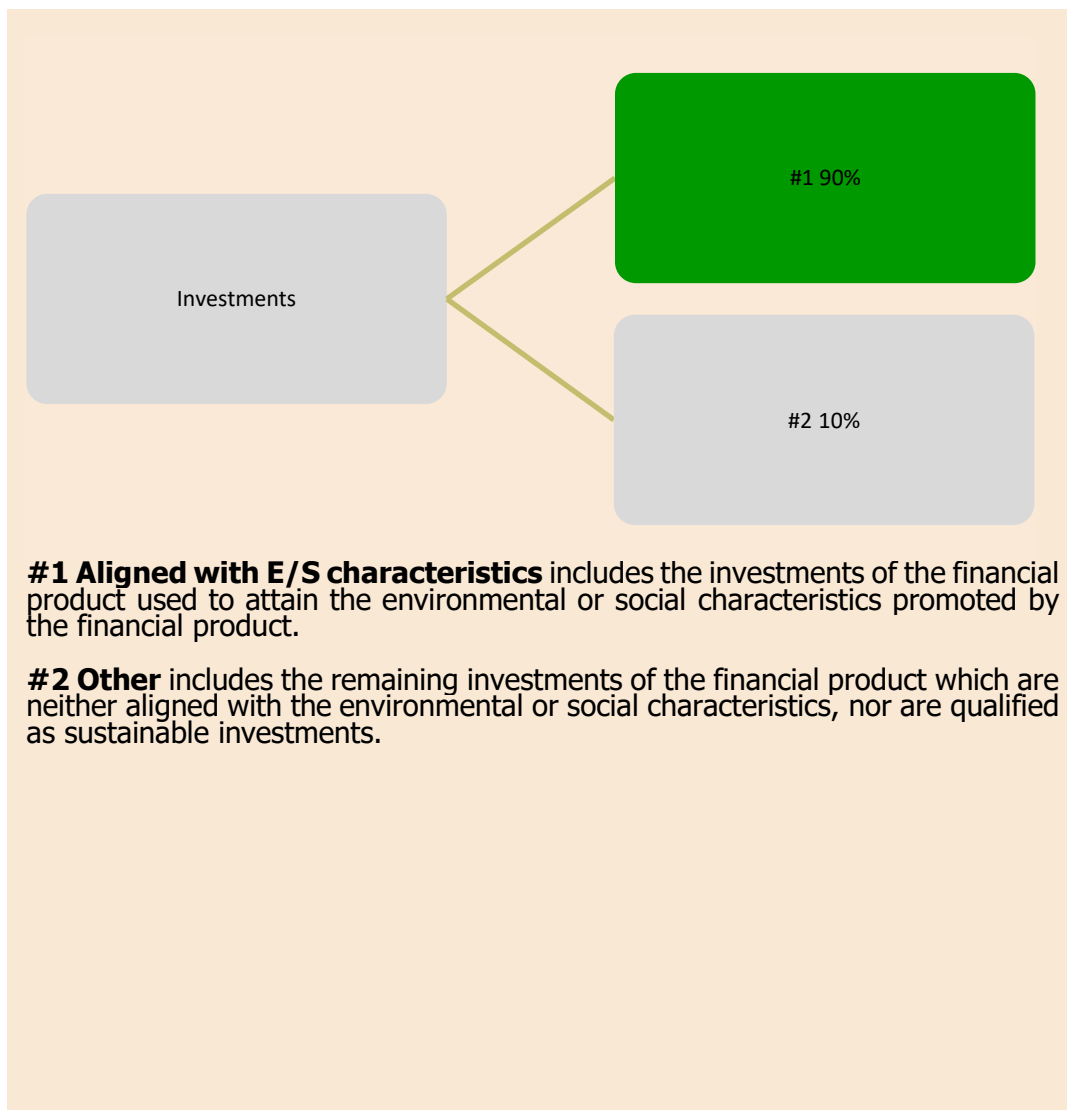 #1 90%
Investments
#2 10%
#1 Aligned with E/S characteristics includes the investments of the financial
product used to attain the environmental or social characteristics promoted by
the financial product.
#2 Other includes the remaining investments of the financial product which are
neither aligned with the environmental or social characteristics, nor are qualified
as sustainable investments.